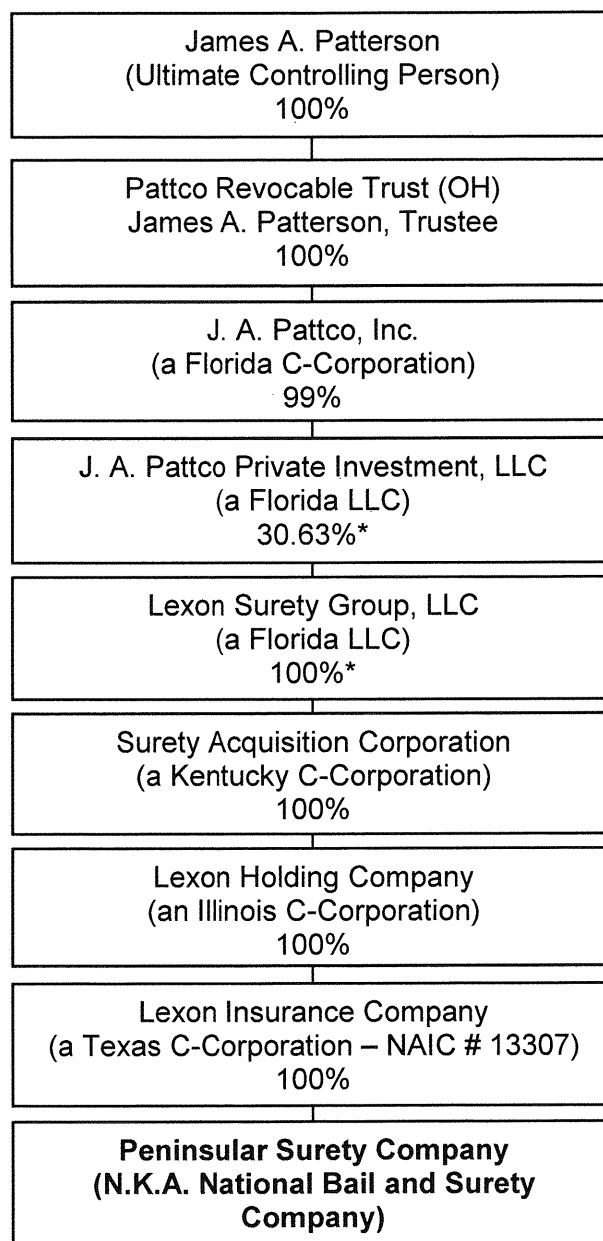 James A. Patterson
(Ultimate Controlling Person)
100%
Pattco Revocable Trust (OH)
James A. Patterson, Trustee
100%
J. A. Pattco, Inc.
(a Florida C-Corporation)
99%
J. A. Pattco Private Investment, LLC
(a Florida LLC)
30.63%*
Lexon Surety Group, LLC
(a Florida LLC)
100%*
Surety Acquisition Corporation
(a Kentucky C-Corporation)
100%
Lexon Holding Company
(an Illinois C-Corporation)
100%
Lexon Insurance Company
(a Texas C-Corporation – NAIC # 13307)
100%
Peninsular Surety Company
(N.K.A. National Bail and Surety
Company)